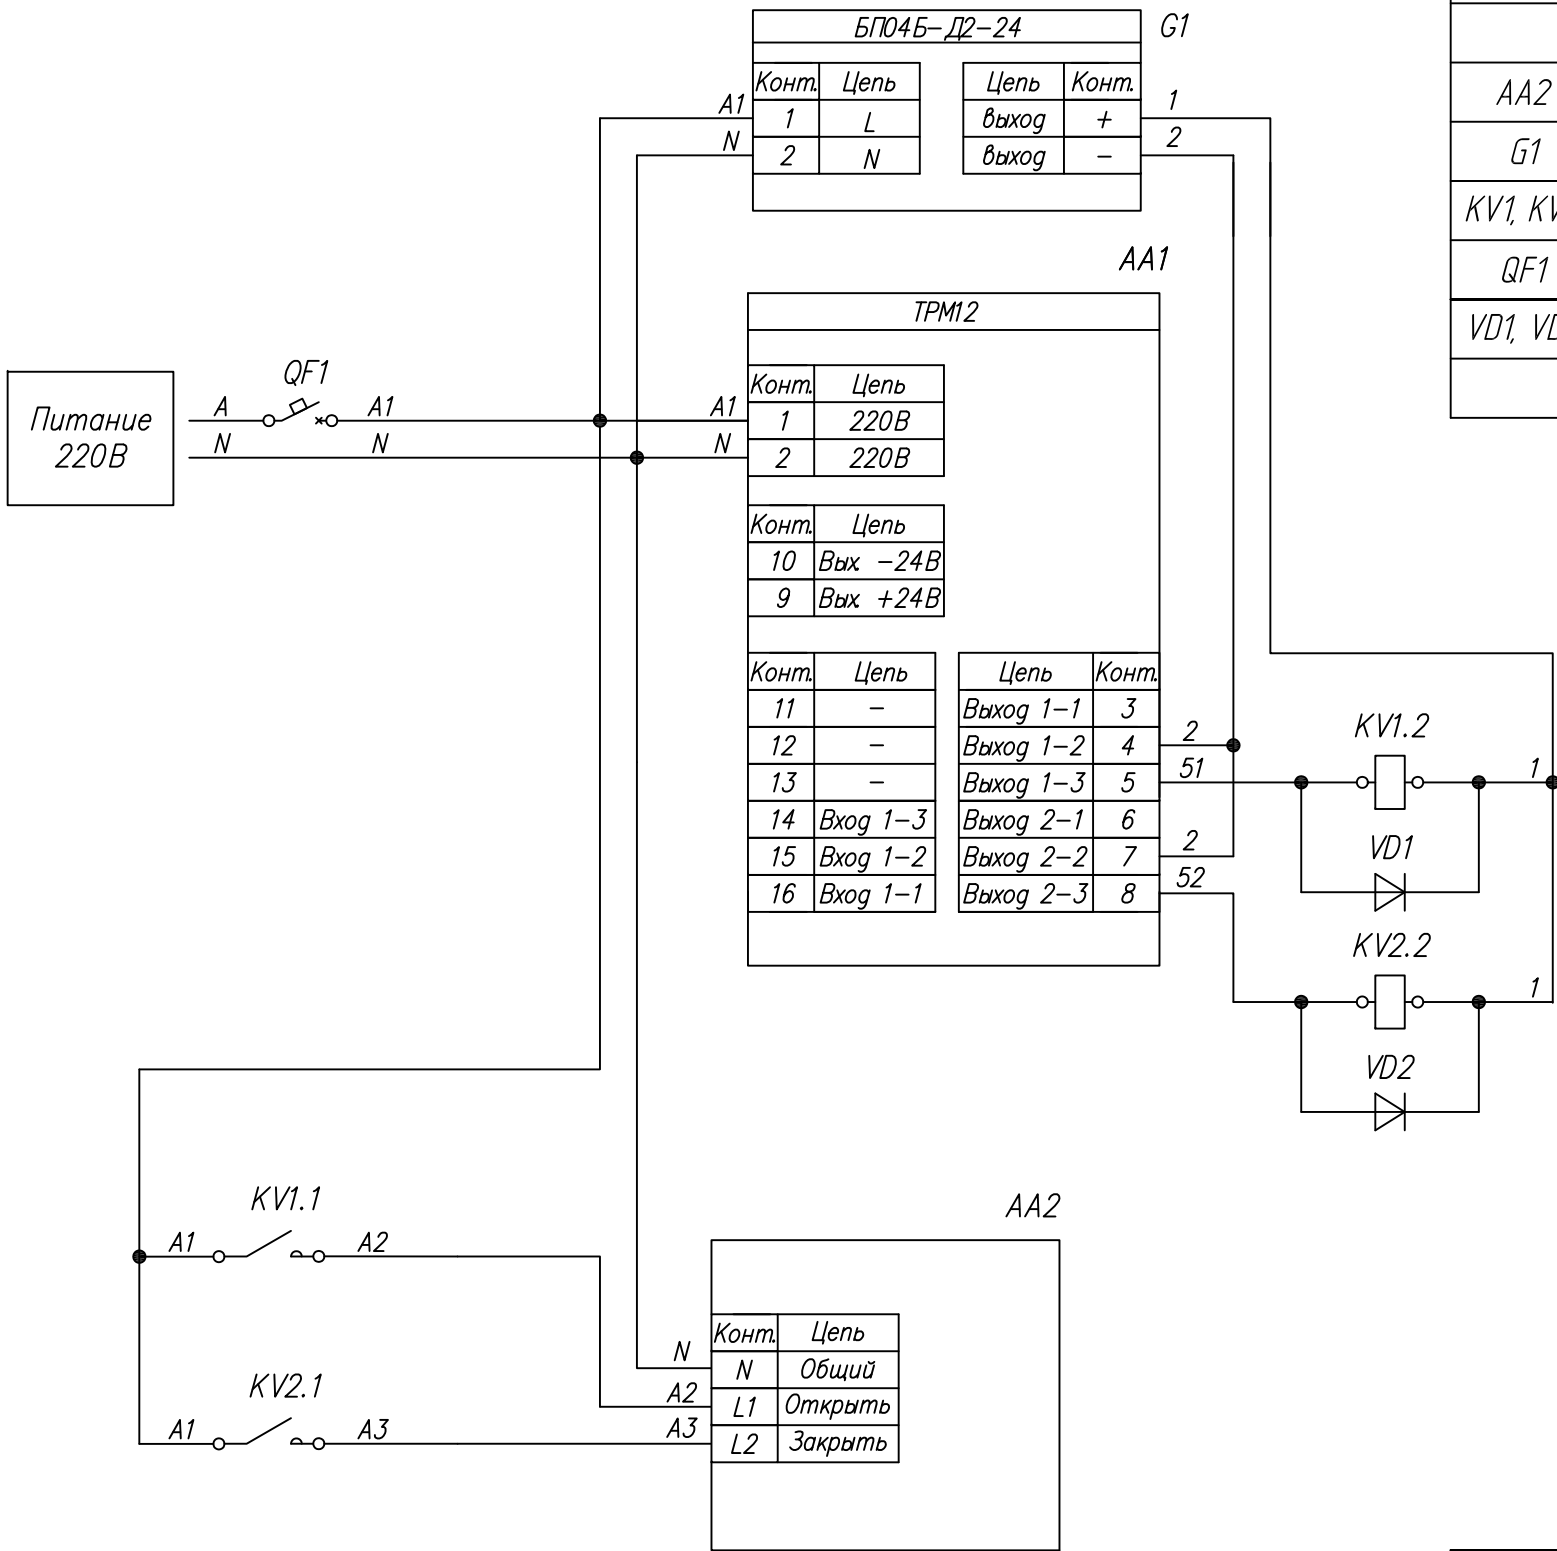 БП04Б-Д2-24
G1
Конт. Цепь
1 L
2 N
Цепь Конт.
выход +
выход -
A1
N
1
2
AA1
ТРМ12
Конт. Цепь
1 220В
2 220В
Конт. Цепь
10 Вых. -24В
9 Вых. +24В
Конт. Цепь
11 -
12 -
13 -
14 Вход 1-3
15 Вход 1-2
16 Вход 1-1
Цепь Конт.
Выход 1-1 3
Выход 1-2 4
Выход 1-3 5
Выход 2-1 6
Выход 2-2 7
Выход 2-3 8
Питание
220В
QF1
A A1 A1
N N N
2
51
2
52
KV1.2
1
VD1
KV2.2
1
VD2
KV1.1
A1 A2
KV2.1
A1 A3
AA2
N
A2
A3
Конт. Цепь
N Общий
L1 Открыть
L2 Закрыть
AA2
G1
KV1,
QF1
VD1,